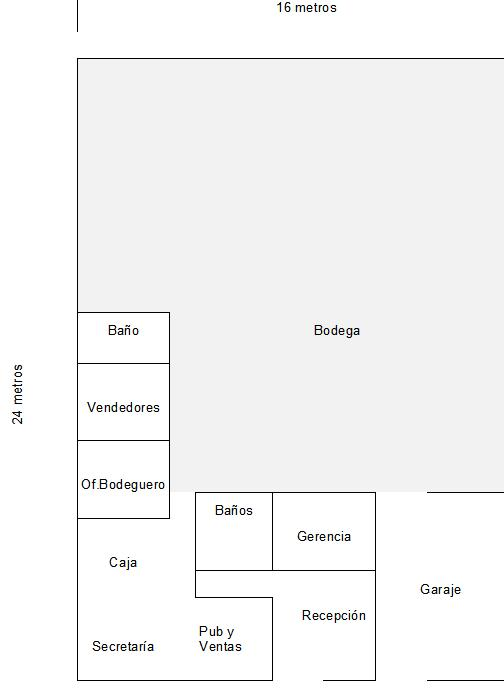 16 metros
Baño
Bodega
24 metros
Vendedores
Of.Bodeguero
Baños
Gerencia
Caja
Garaje
Recepción
Pub y
Ventas
Secretaría